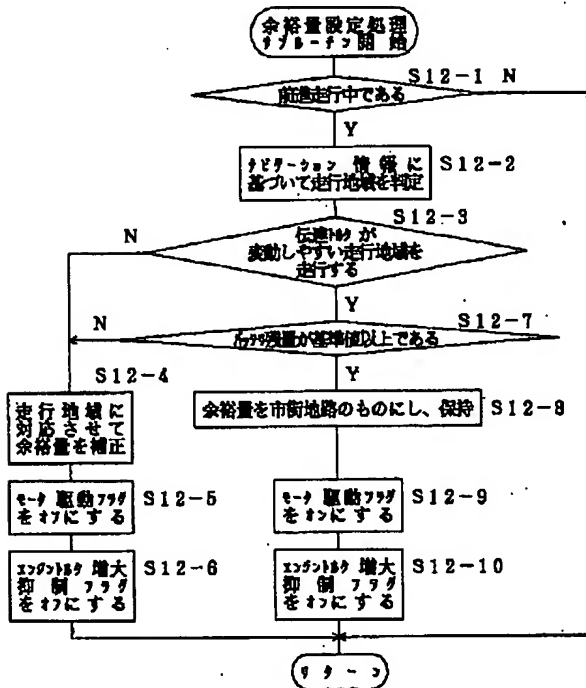 余裕量設定処理
サブルーチン 開始
S12-1 N
前進走行中である
Y
ナビゲーション 情報に
基づいて走行地域を判定
S12-2
S12-3
N
伝達トルク が
変動しやすい走行地域を
走行する
Y
N
S12-7
バッテリ残量が基準値以上である
S12-4
Y
走行地域に
対応させて
余裕量を補正
余裕量を市街地路のものにし、保持
S12-8
モータ 駆動フラグ
をオフにする
S12-5
モータ 駆動フラグ
をオンにする
S12-9
エンジントルク 増大
抑制フラグ
をオフにする
S12-6
エンジントルク 増大
抑制フラグ
をオフにする
S12-10
リターン